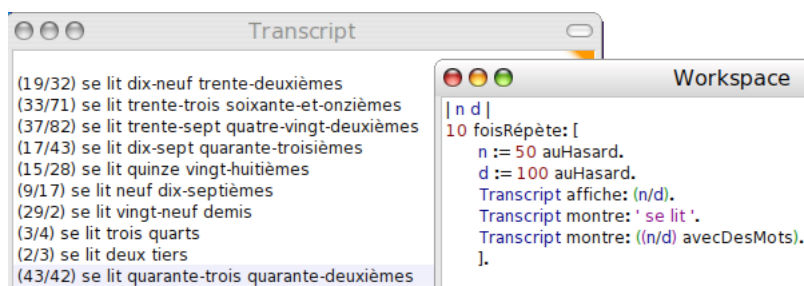 Transcript
(19/32) se lit dix-neuf trente-deuxièmes
(33/71) se lit trente-trois soixante-et-onzièmes
(37/82) se lit trente-sept quatre-vingt-deuxièmes
(17/43) se lit dix-sept quarante-troisièmes
(15/28) se lit quinze vingt-huitièmes
(9/17) se lit neuf dix-septièmes
(29/2) se lit vingt-neuf demis
(3/4) se lit trois quarts
(2/3) se lit deux tiers
(43/42) se lit quarante-trois quarante-deuxièmes
Workspace
| n d |
10 foisRépète: [
n := 50 auHasard.
d := 100 auHasard.
Transcript affiche: (n/d).
Transcript montre: ' se lit '.
Transcript montre: ((n/d) avecDesMots).
].